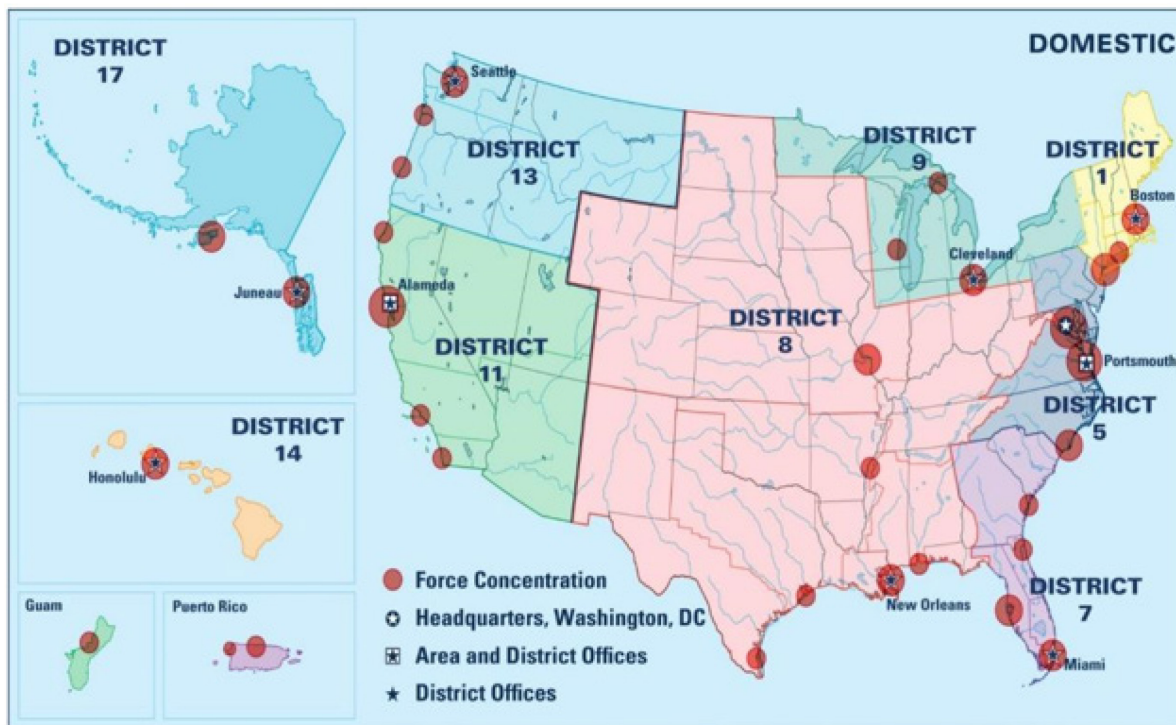 DOMESTIC
DISTRICT
17
Juneau
DISTRICT
14
Honolulu
Guam
Puerto Rico
Seattle
DISTRICT
13
DISTRICT
9
DISTRICT
1
Boston
Cleveland
Alameda
DISTRICT
11
DISTRICT
8
Portsmouth
DISTRICT
5
New Orleans
DISTRICT
7
Miami
Force Concentration
Headquarters, Washington, DC
Area and District Offices
District Offices